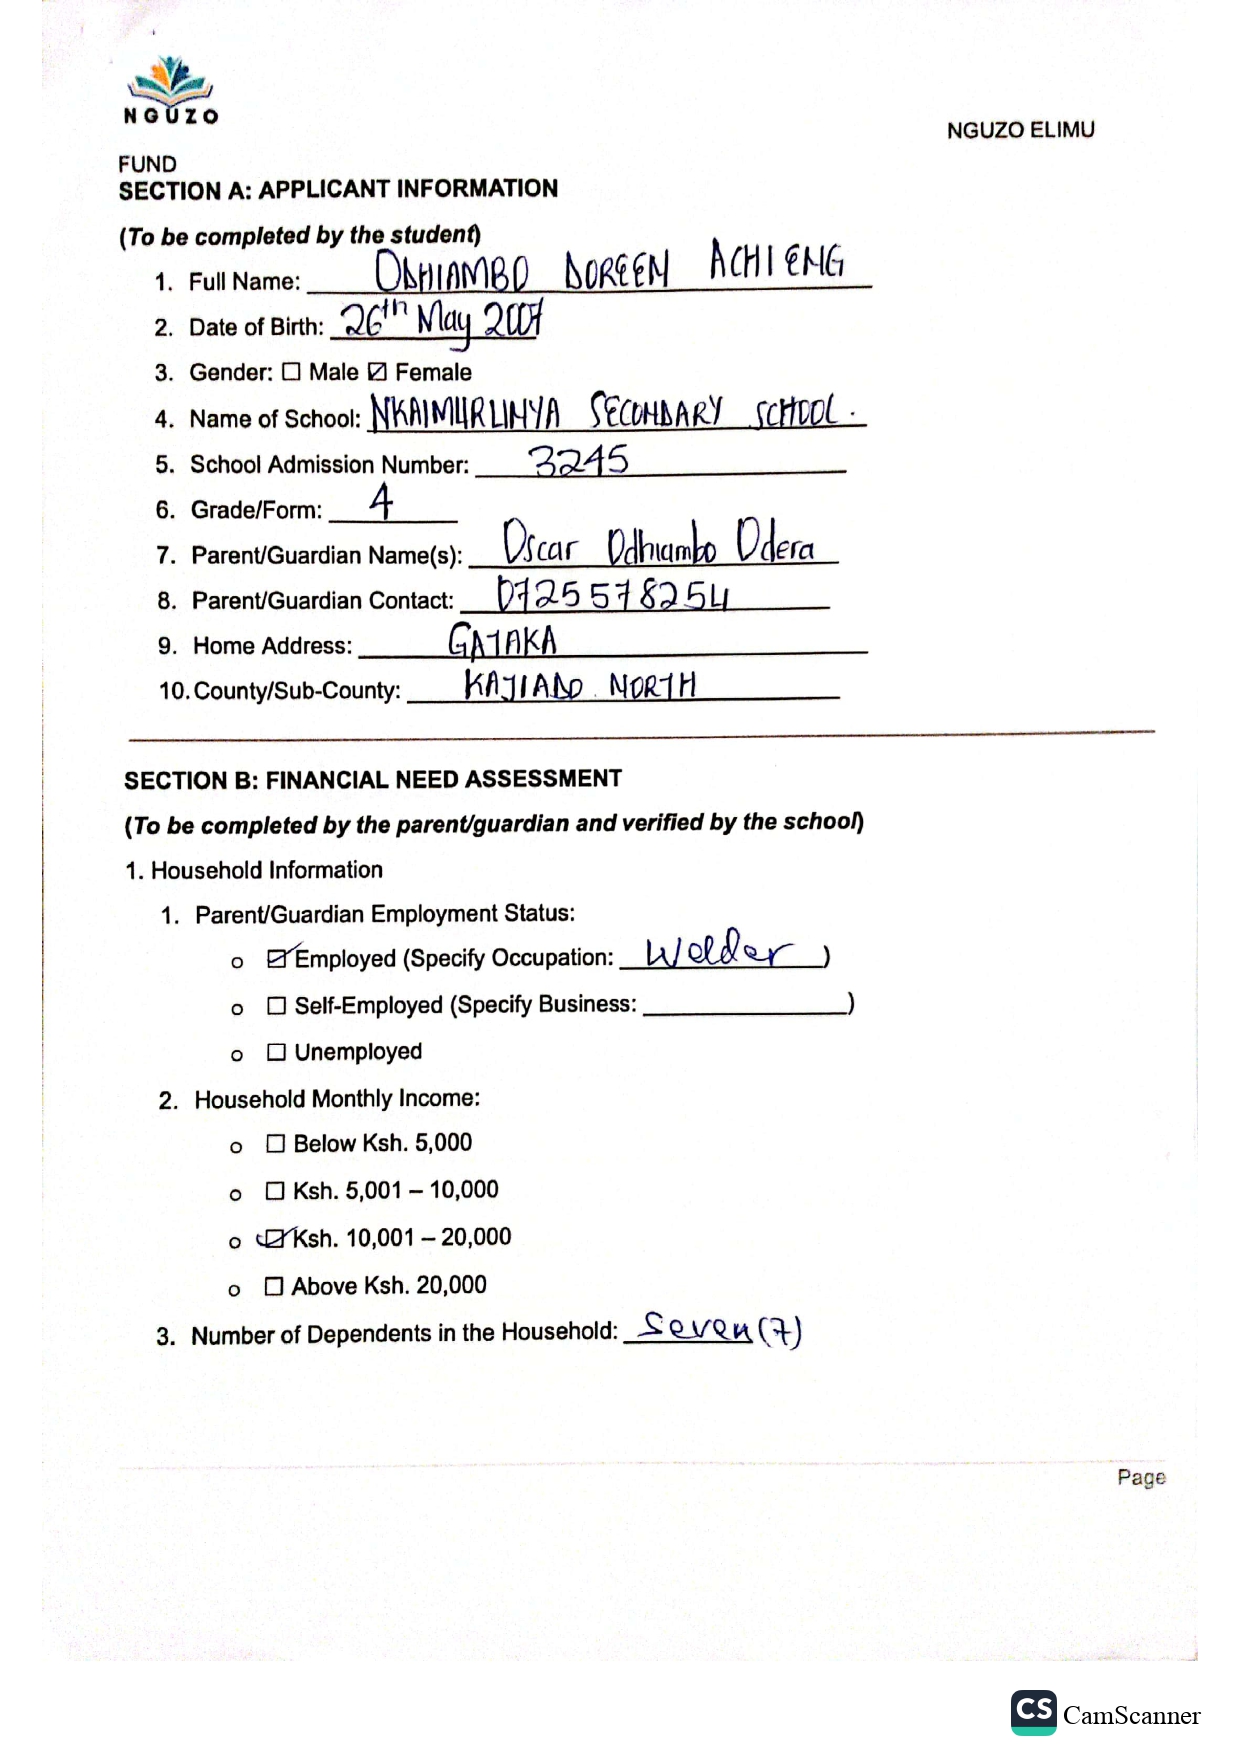 NGUZO
NGUZO ELIMU
FUND
SECTION A: APPLICANT INFORMATION
(To be completed by the student)
1. Full Name: ODHIAMBO DOREEN ACHIENG
2. Date of Birth: 26th May 2007
3. Gender: ☐ Male ☑ Female
4. Name of School: NKAIMURUNYA SECONDARY SCHOOL.
5. School Admission Number: 3245
6. Grade/Form: 4
7. Parent/Guardian Name(s): Oscar Odhiambo Odera
8. Parent/Guardian Contact: 0725578254
9. Home Address: GATAKA
10. County/Sub-County: KAJIADO NORTH
SECTION B: FINANCIAL NEED ASSESSMENT
(To be completed by the parent/guardian and verified by the school)
1. Household Information
1. Parent/Guardian Employment Status:
o ☑ Employed (Specify Occupation: Welder )
o ☐ Self-Employed (Specify Business: ______)
o ☐ Unemployed
2. Household Monthly Income:
o ☐ Below Ksh. 5,000
o ☐ Ksh. 5,001 – 10,000
o ☑ Ksh. 10,001 – 20,000
o ☐ Above Ksh. 20,000
3. Number of Dependents in the Household: Seven (7)
Page
CS CamScanner